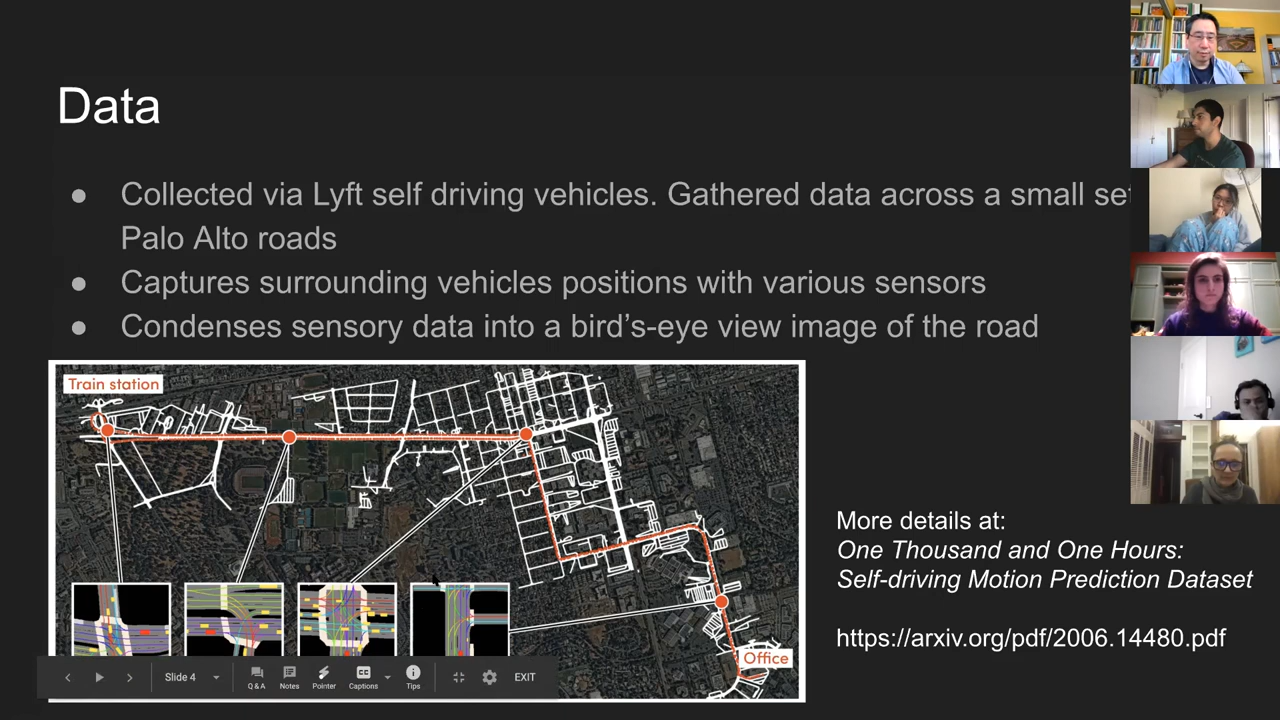 Data
● Collected via Lyft self driving vehicles. Gathered data across a small
Palo Alto roads
● Captures surrounding vehicles positions with various sensors
● Condenses sensory data into a bird’s-eye view image of the road
Train station
Office
More details at:
One Thousand and One Hours:
Self-driving Motion Prediction Dataset
https://arxiv.org/pdf/2006.14480.pdf
Slide 4
Q & A
Notes
Pointer
Captions
Tips
EXIT